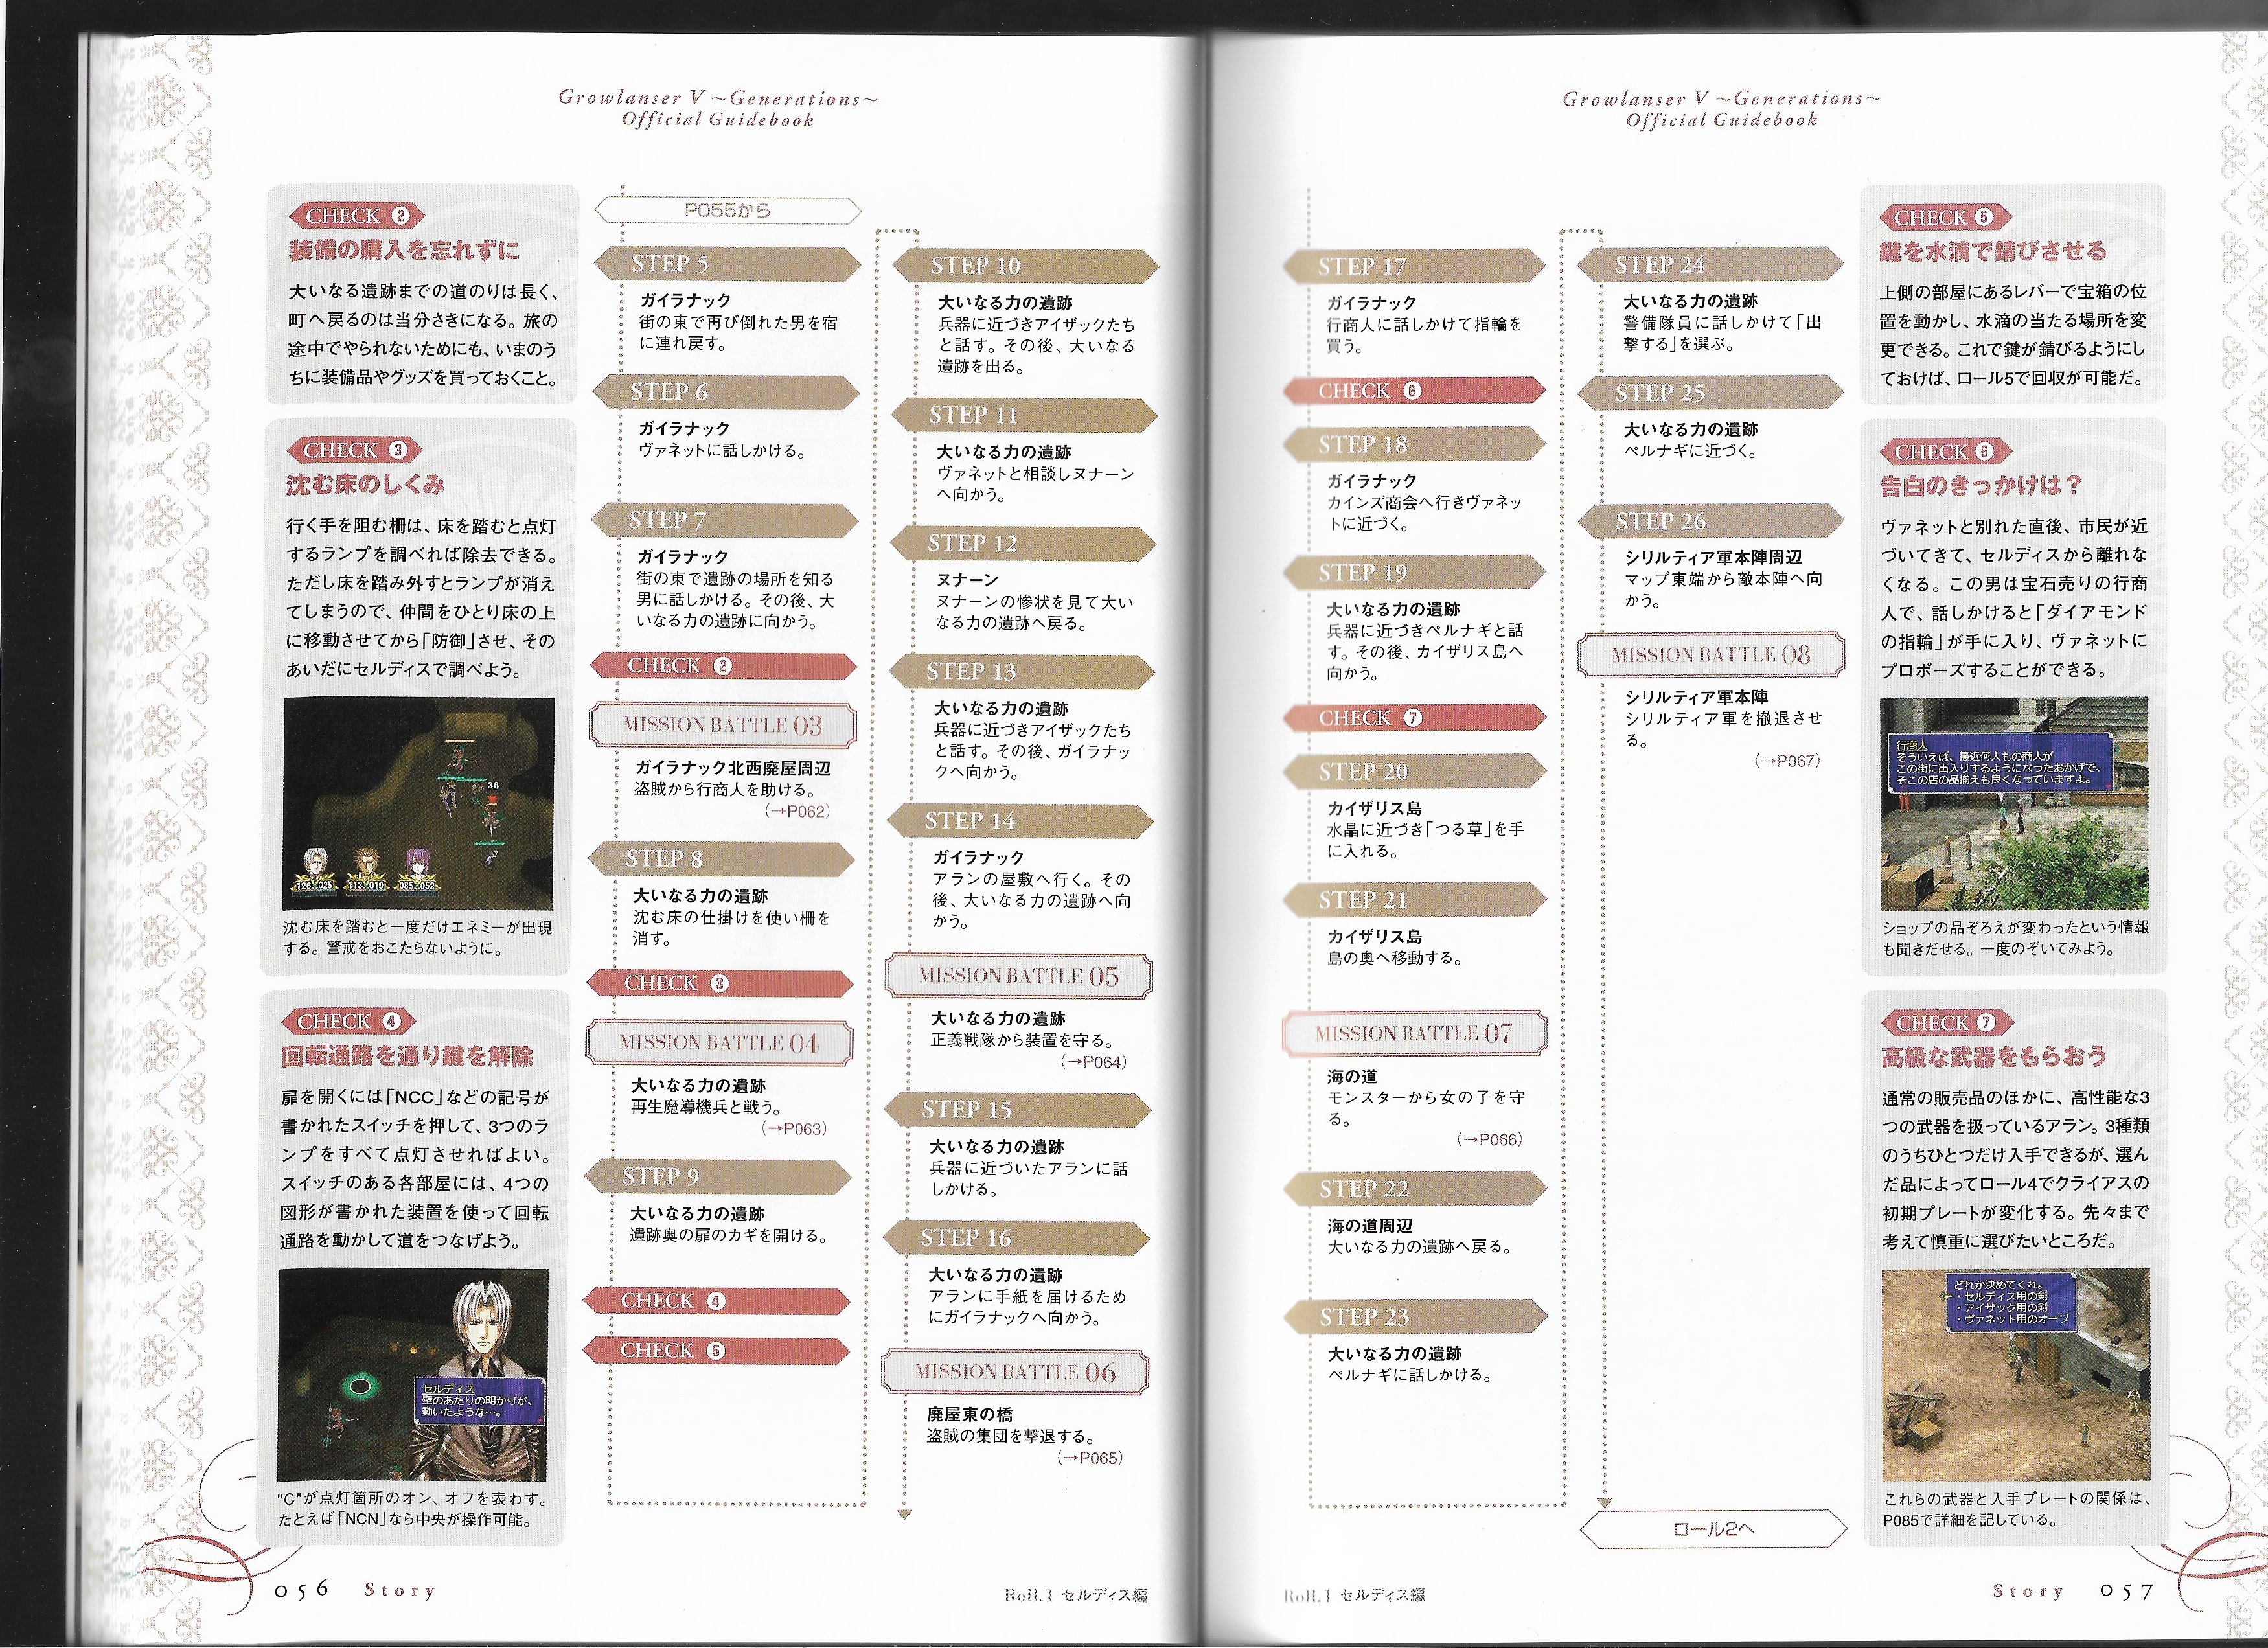 Growlanser V ～Generations～
Official Guidebook
CHECK 2
装備の購入を忘れずに
大いなる遺跡までの道のりは長く、
町へ戻るのは当分さきになる。旅の
途中でやられないためにも、いまのう
ちに装備品やグッズを買っておくこと。
CHECK 3
沈む床のしくみ
行く手を阻む柵は、床を踏むと点灯
するランプを調べれば除去できる。
ただし床を踏み外すとランプが消え
てしまうので、仲間をひとり床の上
に移動させてから「防御」させ、その
あいだにセルディスで調べよう。
36
126:025
113:019
085:052
沈む床を踏むと一度だけエネミーが出現
する。警戒をおこたらないように。
CHECK 4
回転通路を通り鍵を解除
扉を開くには「NCC」などの記号が
書かれたスイッチを押して、3つのラ
ンプをすべて点灯させればよい。
スイッチのある各部屋には、4つの
図形が書かれた装置を使って回転
通路を動かして道をつなげよう。
セルディス
壁のあたりの明かりが、
動いたような…。
"C"が点灯箇所のオン、オフを表わす。
たとえば「NCN」なら中央が操作可能。
P055から
STEP 5
ガイラナック
街の東で再び倒れた男を宿
に連れ戻す。
STEP 6
ガイラナック
ヴァネットに話しかける。
STEP 7
ガイラナック
街の東で遺跡の場所を知る
男に話しかける。その後、大
いなる力の遺跡に向かう。
CHECK 2
MISSION BATTLE 03
ガイラナック北西廃屋周辺
盗賊から行商人を助ける。
（→P062）
STEP 8
大いなる力の遺跡
沈む床の仕掛けを使い柵を
消す。
CHECK 3
MISSION BATTLE 04
大いなる力の遺跡
再生魔導機兵と戦う。
（→P063）
STEP 9
大いなる力の遺跡
遺跡奥の扉のカギを開ける。
CHECK 4
CHECK 5
STEP 10
大いなる力の遺跡
兵器に近づきアイザックたち
と話す。その後、大いなる
遺跡を出る。
STEP 11
大いなる力の遺跡
ヴァネットと相談しヌナーン
へ向かう。
STEP 12
ヌナーン
ヌナーンの惨状を見て大い
なる力の遺跡へ戻る。
STEP 13
大いなる力の遺跡
兵器に近づきアイザックたち
と話す。その後、ガイラナッ
クへ向かう。
STEP 14
ガイラナック
アランの屋敷へ行く。その
後、大いなる力の遺跡へ向
かう。
MISSION BATTLE 05
大いなる力の遺跡
正義戦隊から装置を守る。
（→P064）
STEP 15
大いなる力の遺跡
兵器に近づいたアランに話
しかける。
STEP 16
大いなる力の遺跡
アランに手紙を届けるため
にガイラナックへ向かう。
MISSION BATTLE 06
廃屋東の橋
盗賊の集団を撃退する。
（→P065）
056 Story
Roll.1 セルディス編
Growlanser V ～Generations～
Official Guidebook
STEP 17
ガイラナック
行商人に話しかけて指輪を
買う。
CHECK 6
STEP 18
ガイラナック
カインズ商会へ行きヴァネッ
トに近づく。
STEP 19
大いなる力の遺跡
兵器に近づきペルナギと話
す。その後、カイザリス島へ
向かう。
CHECK 7
STEP 20
カイザリス島
水晶に近づき「つる草」を手
に入れる。
STEP 21
カイザリス島
島の奥へ移動する。
MISSION BATTLE 07
海の道
モンスターから女の子を守
る。
（→P066）
STEP 22
海の道周辺
大いなる力の遺跡へ戻る。
STEP 23
大いなる力の遺跡
ペルナギに話しかける。
STEP 24
大いなる力の遺跡
警備隊員に話しかけて「出
撃する」を選ぶ。
STEP 25
大いなる力の遺跡
ペルナギに近づく。
STEP 26
シリルティア軍本陣周辺
マップ東端から敵本陣へ向
かう。
MISSION BATTLE 08
シリルティア軍本陣
シリルティア軍を撤退させ
る。
（→P067）
ロール2へ
CHECK 5
鍵を水滴で錆びさせる
上側の部屋にあるレバーで宝箱の位
置を動かし、水滴の当たる場所を変
更できる。これで鍵が錆びるようにし
ておけば、ロール5で回収が可能だ。
CHECK 6
告白のきっかけは？
ヴァネットと別れた直後、市民が近
づいてきて、セルディスから離れな
くなる。この男は宝石売りの行商
人で、話しかけると「ダイアモンド
の指輪」が手に入り、ヴァネットに
プロポーズすることができる。
行商人
そういえば、最近何人もの商人が
この街に出入りするようになったおかげで、
そこの店の品揃えも良くなっていますよ。
ショップの品ぞろえが変わったという情報
も聞きだせる。一度のぞいてみよう。
CHECK 7
高級な武器をもらおう
通常の販売品のほかに、高性能な3
つの武器を扱っているアラン。3種類
のうちひとつだけ入手できるが、選ん
だ品によってロール4でクライアスの
初期プレートが変化する。先々まで
考えて慎重に選びたいところだ。
どれか決めてくれ。
・セルディス用の剣
・アイザック用の剣
・ヴァネット用のオーブ
これらの武器と入手プレートの関係は、
P085で詳細を記している。
Roll.1 セルディス編
Story 057